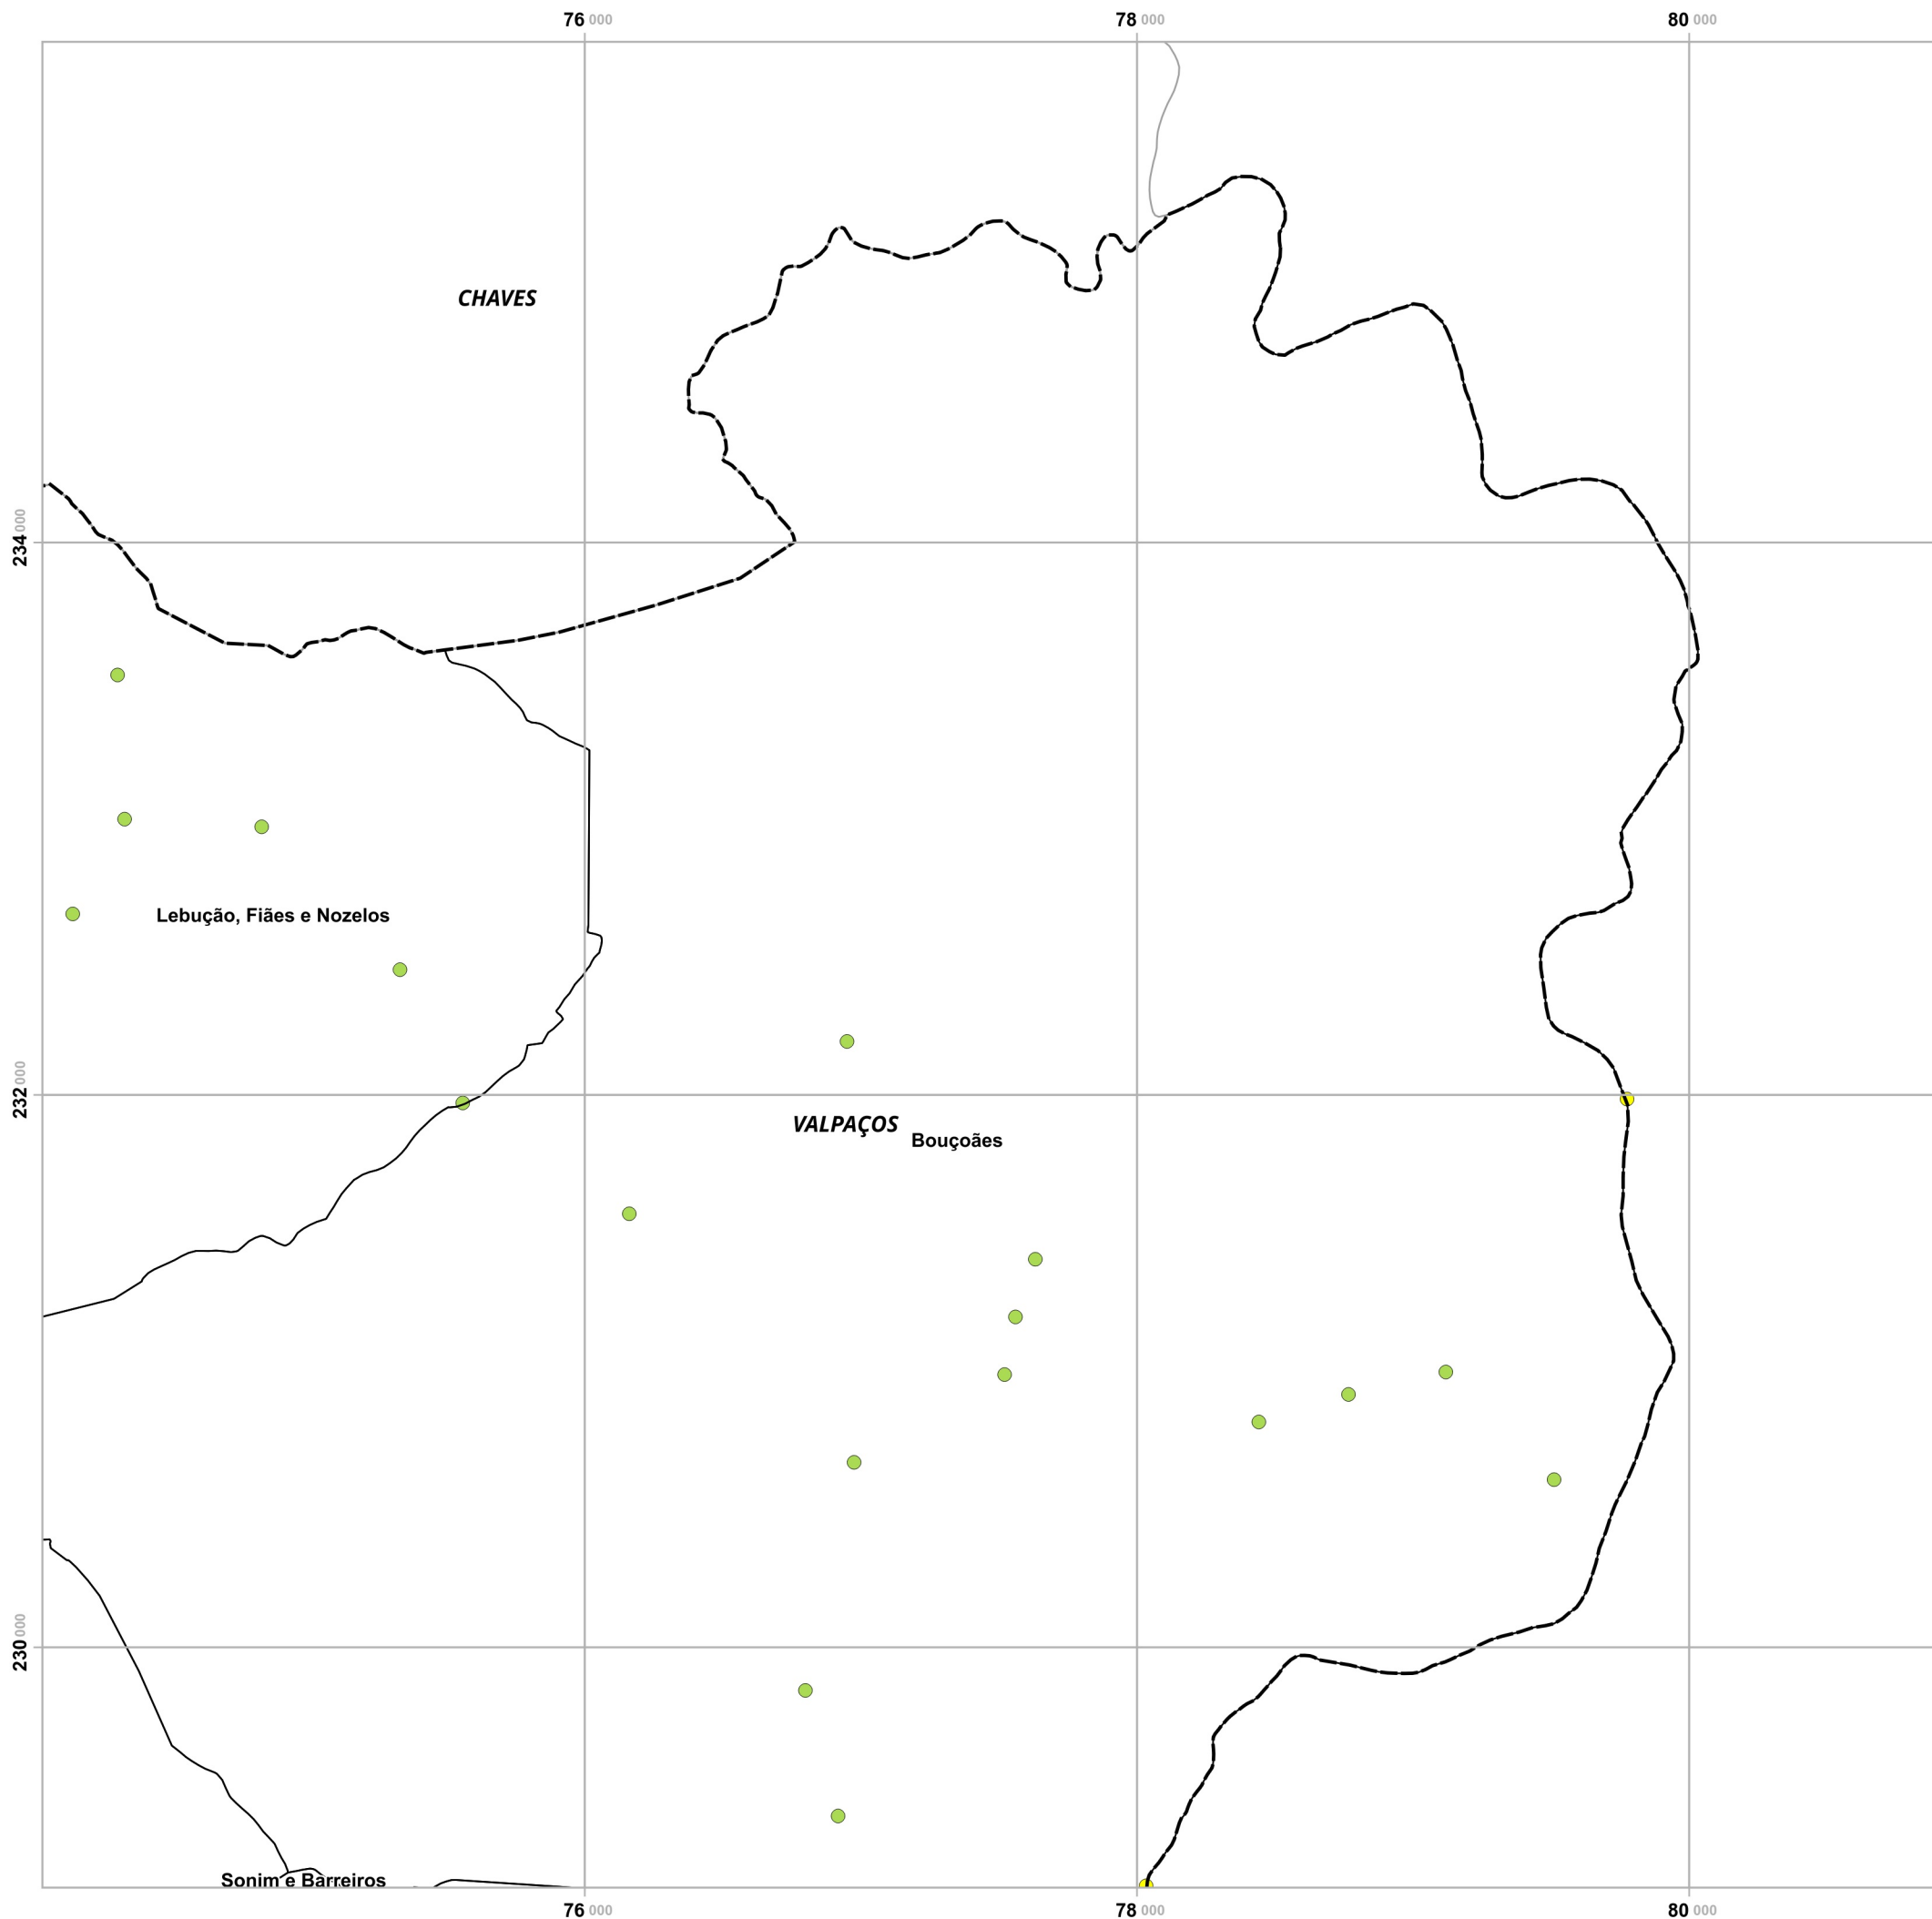 76 000 78 000 80 000
CHAVES
234 000
Lebução, Fiães e Nozelos
232 000
VALPAÇOS
Bouçoães
230 000
Sonim e Barreiros
76 000 78 000 80 000